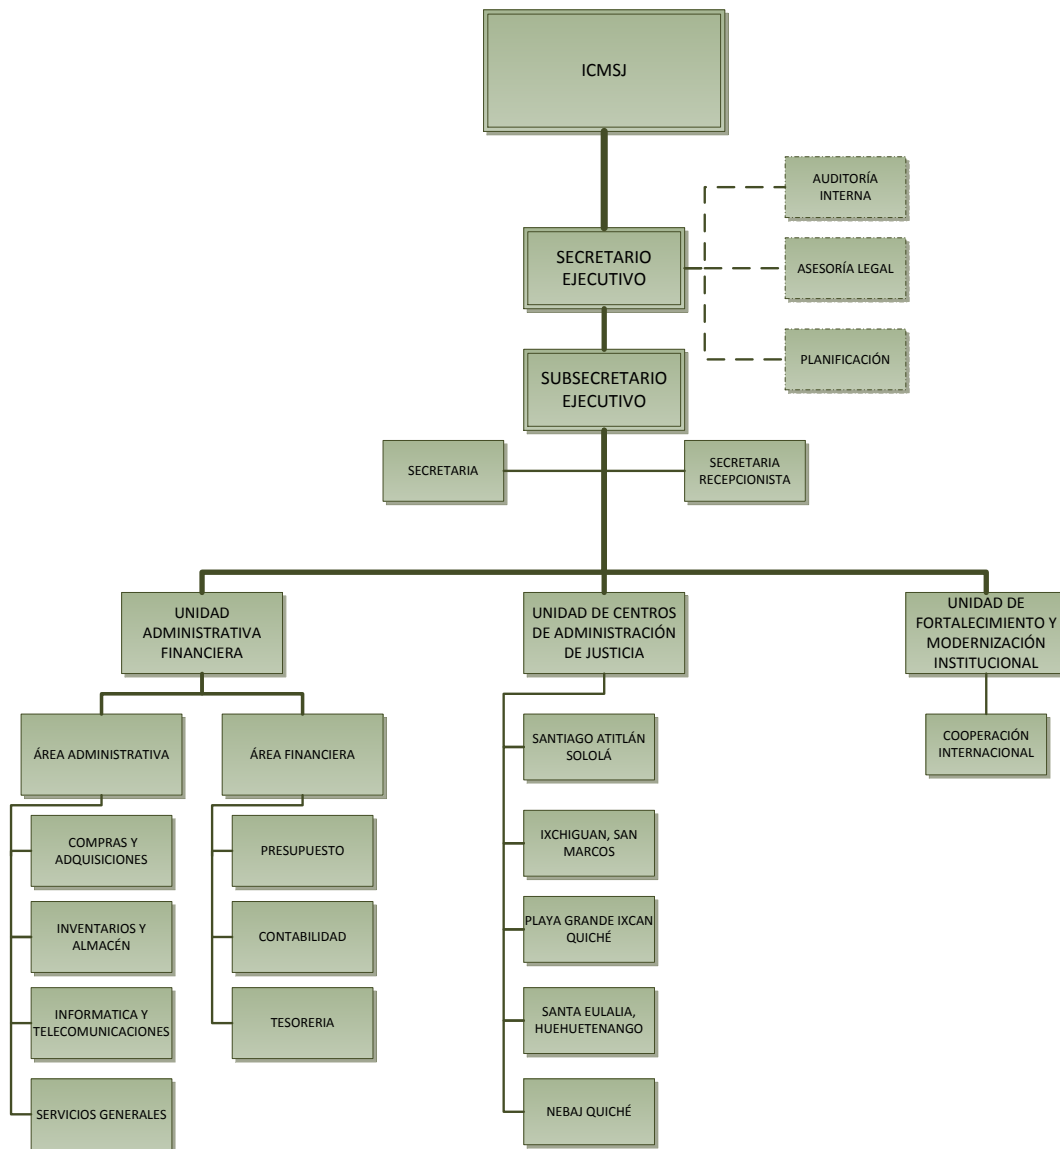 ICMSJ
AUDITORÍA
INTERNA
SECRETARIO
EJECUTIVO
ASESORÍA LEGAL
PLANIFICACIÓN
SUBSECRETARIO
EJECUTIVO
SECRETARIA
SECRETARIA
RECEPCIONISTA
UNIDAD
ADMINISTRATIVA
FINANCIERA
UNIDAD DE CENTROS
DE ADMINISTRACIÓN
DE JUSTICIA
UNIDAD DE
FORTALECIMIENTO Y
MODERNIZACIÓN
INSTITUCIONAL
ÁREA ADMINISTRATIVA
COMPRAS Y
ADQUISICIONES
INVENTARIOS Y
ALMACÉN
INFORMATICA Y
TELECOMUNICACIONES
SERVICIOS GENERALES
ÁREA FINANCIERA
PRESUPUESTO
CONTABILIDAD
TESORERIA
SANTIAGO ATITLÁN
SOLOLÁ
IXCHIGUAN, SAN
MARCOS
PLAYA GRANDE IXCAN
QUICHÉ
SANTA EULALIA,
HUEHUETENANGO
NEBAJ QUICHÉ
COOPERACIÓN
INTERNACIONAL